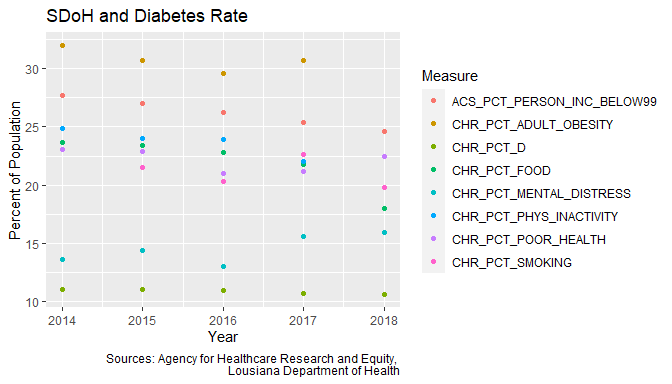 SDoH and Diabetes Rate
30
25
20
15
10
Percent of Population
2014 2015 2016 2017 2018
Year
Measure
ACS_PCT_PERSON_INC_BELOW99
CHR_PCT_ADULT_OBESITY
CHR_PCT_D
CHR_PCT_FOOD
CHR_PCT_MENTAL_DISTRESS
CHR_PCT_PHYS_INACTIVITY
CHR_PCT_POOR_HEALTH
CHR_PCT_SMOKING
Sources: Agency for Healthcare Research and Equity,
Lousiana Department of Health